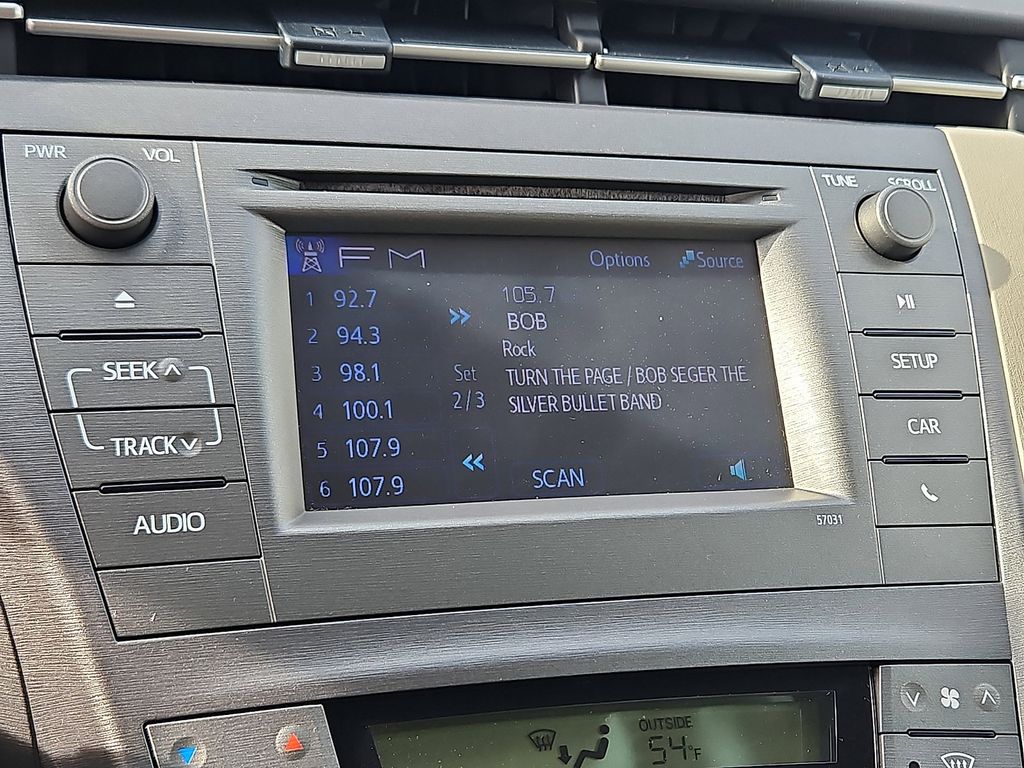 PWR VOL
TUNE SCROLL
FM Options Source
1 92.7
2 94.3
3 98.1
4 100.1
5 107.9
6 107.9
Set
2/3
105.7
BOB
Rock
TURN THE PAGE / BOB SEGER THE
SILVER BULLET BAND
SCAN
SEEK
TRACK
AUDIO
SETUP
CAR
57031
OUTSIDE
54°F